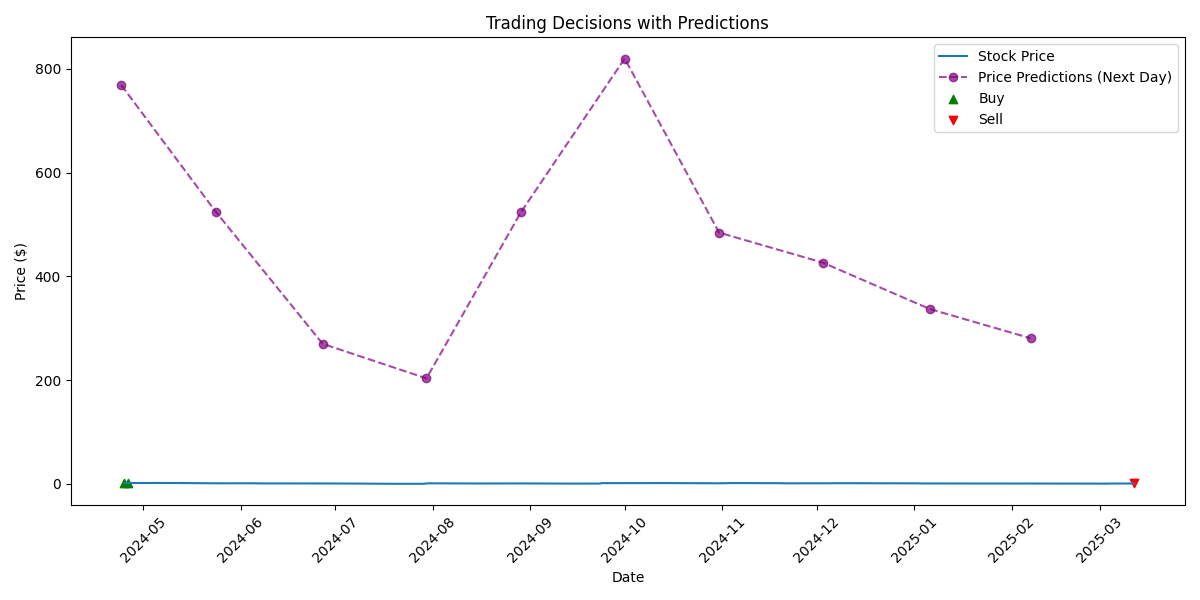 Trading Decisions with Predictions
Stock Price
Price Predictions (Next Day)
Buy
Sell
Price ($)
800
600
400
200
0
2024-05
2024-06
2024-07
2024-08
2024-09
2024-10
2024-11
2024-12
2025-01
2025-02
2025-03
Date